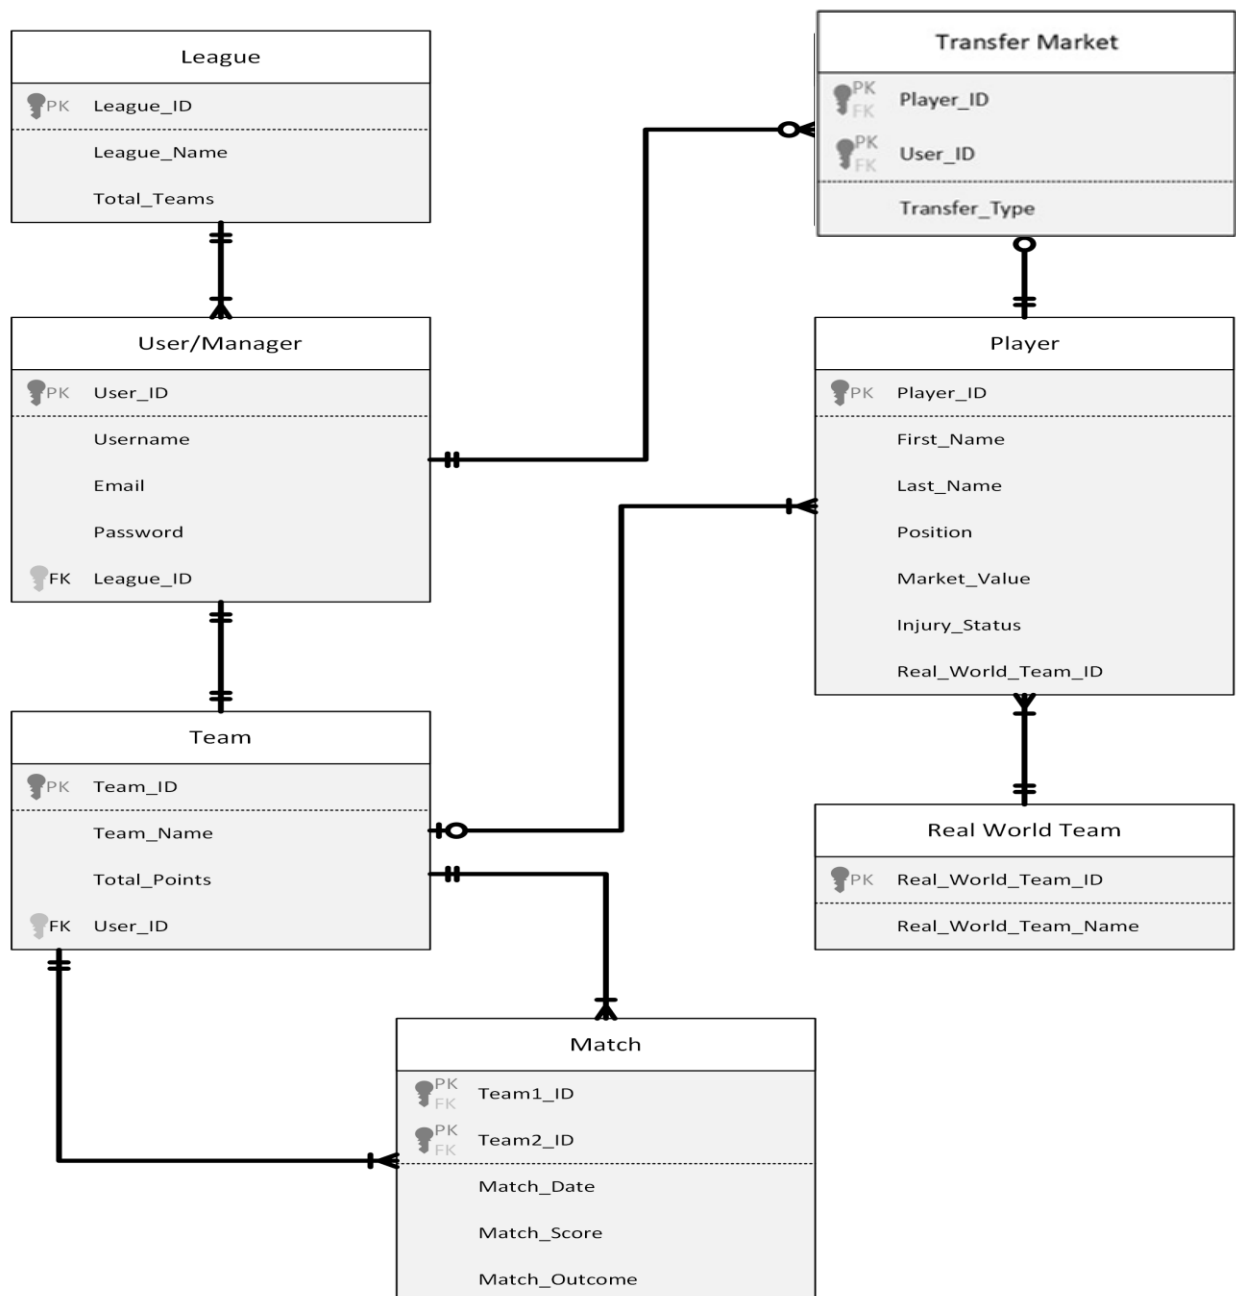 League
PK League_ID
League_Name
Total_Teams
Transfer Market
PK
FK
Player_ID
PK
FK
User_ID
Transfer_Type
User/Manager
PK User_ID
Username
Email
Password
FK League_ID
Player
PK Player_ID
First_Name
Last_Name
Position
Market_Value
Injury_Status
Real_World_Team_ID
Team
PK Team_ID
Team_Name
Total_Points
FK User_ID
Real World Team
PK Real_World_Team_ID
Real_World_Team_Name
Match
PK
FK
Team1_ID
PK
FK
Team2_ID
Match_Date
Match_Score
Match_Outcome